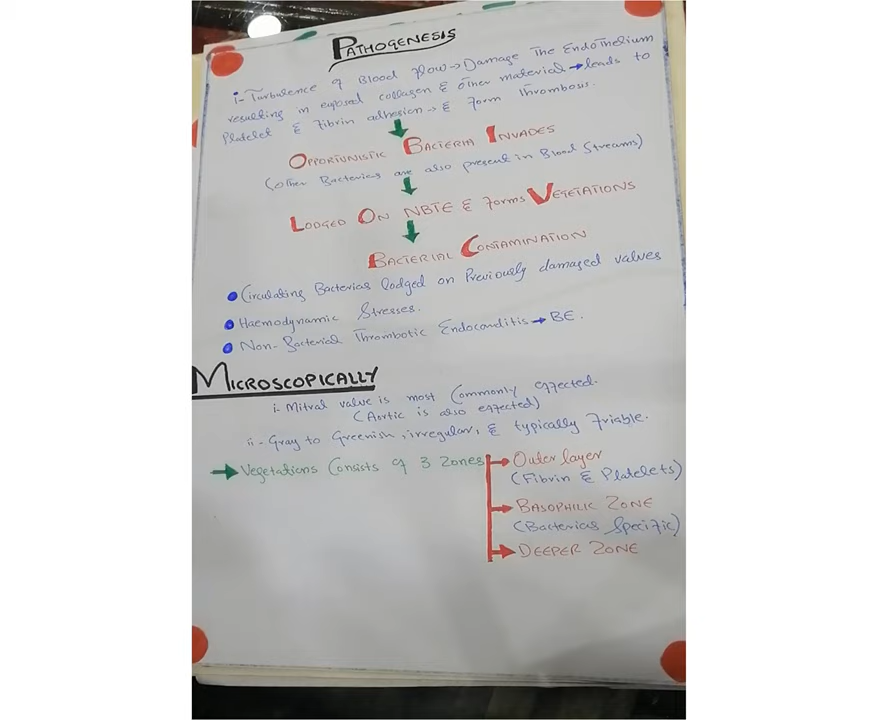 PATHOGENESIS
i- Turbulence of Blood flow → Damage The Endothelium
resulting in exposed collagen & other material → leads to
Platelet & Fibrin adhesion → & Form Thrombosis.
OPPORTUNISTIC BACTERIA INVADES
(other Bacterias are also present in Blood Streams)
LODGED ON NBTE & Forms VEGETATIONS
BACTERIAL CONTAMINATION
Circulating Bacterias lodged on Previously damaged valves
Haemodynamic Stresses.
Non-Bacterial Thrombotic Endoconditis → BE.
MICROSCOPICALLY
i- Mitral valve is most Commonly effected.
(Aortic is also effected)
ii- Gray to Greenish, irregular, & typically Friable.
→ Vegetations Consists of 3 Zones
→ Outer layer
(Fibrin & Platelets)
→ BASOPHILIC ZONE
(Bacterias Specific)
→ DEEPER ZONE